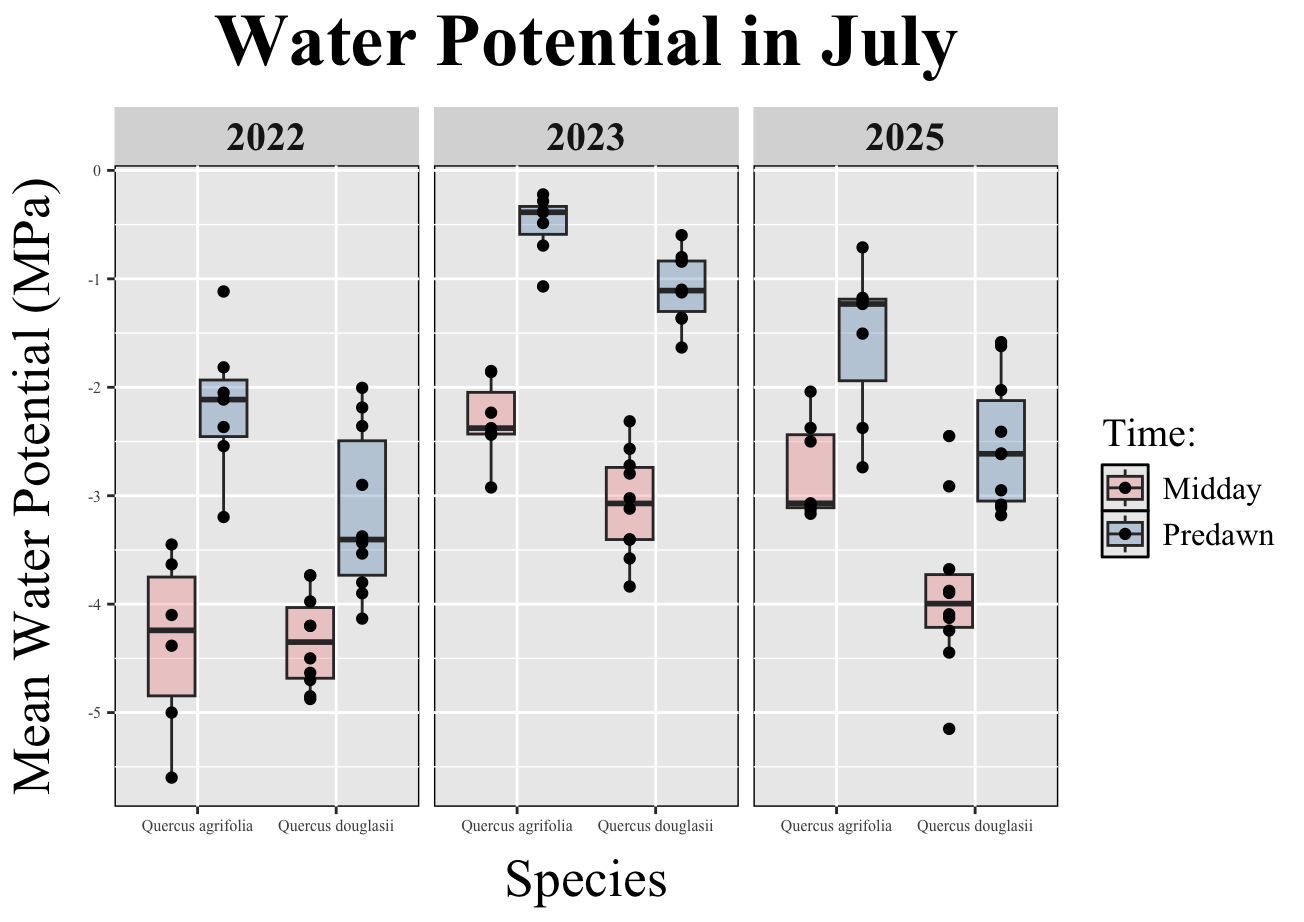 Water Potential in July
2022 2023 2025
Mean Water Potential (MPa)
0
-1
-2
-3
-4
-5
Quercus agrifolia Quercus douglasii Quercus agrifolia Quercus douglasii Quercus agrifolia Quercus douglasii
Species
Time:
Midday
Predawn